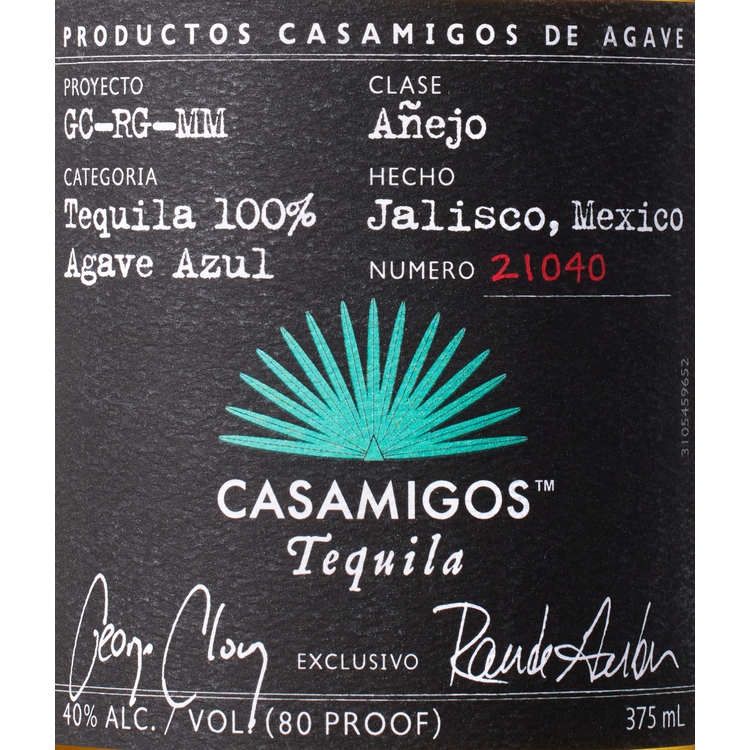 PRODUCTOS CASAMIGOS DE AGAVE
PROYECTO
GC-RG-MM
CLASE
Añejo
CATEGORIA
Tequila 100%
Agave Azul
HECHO
Jalisco, Mexico
NUMERO 21040
3105459652
CASAMIGOS™
Tequila
EXCLUSIVO
40% ALC. / VOL. (80 PROOF)
375 mL